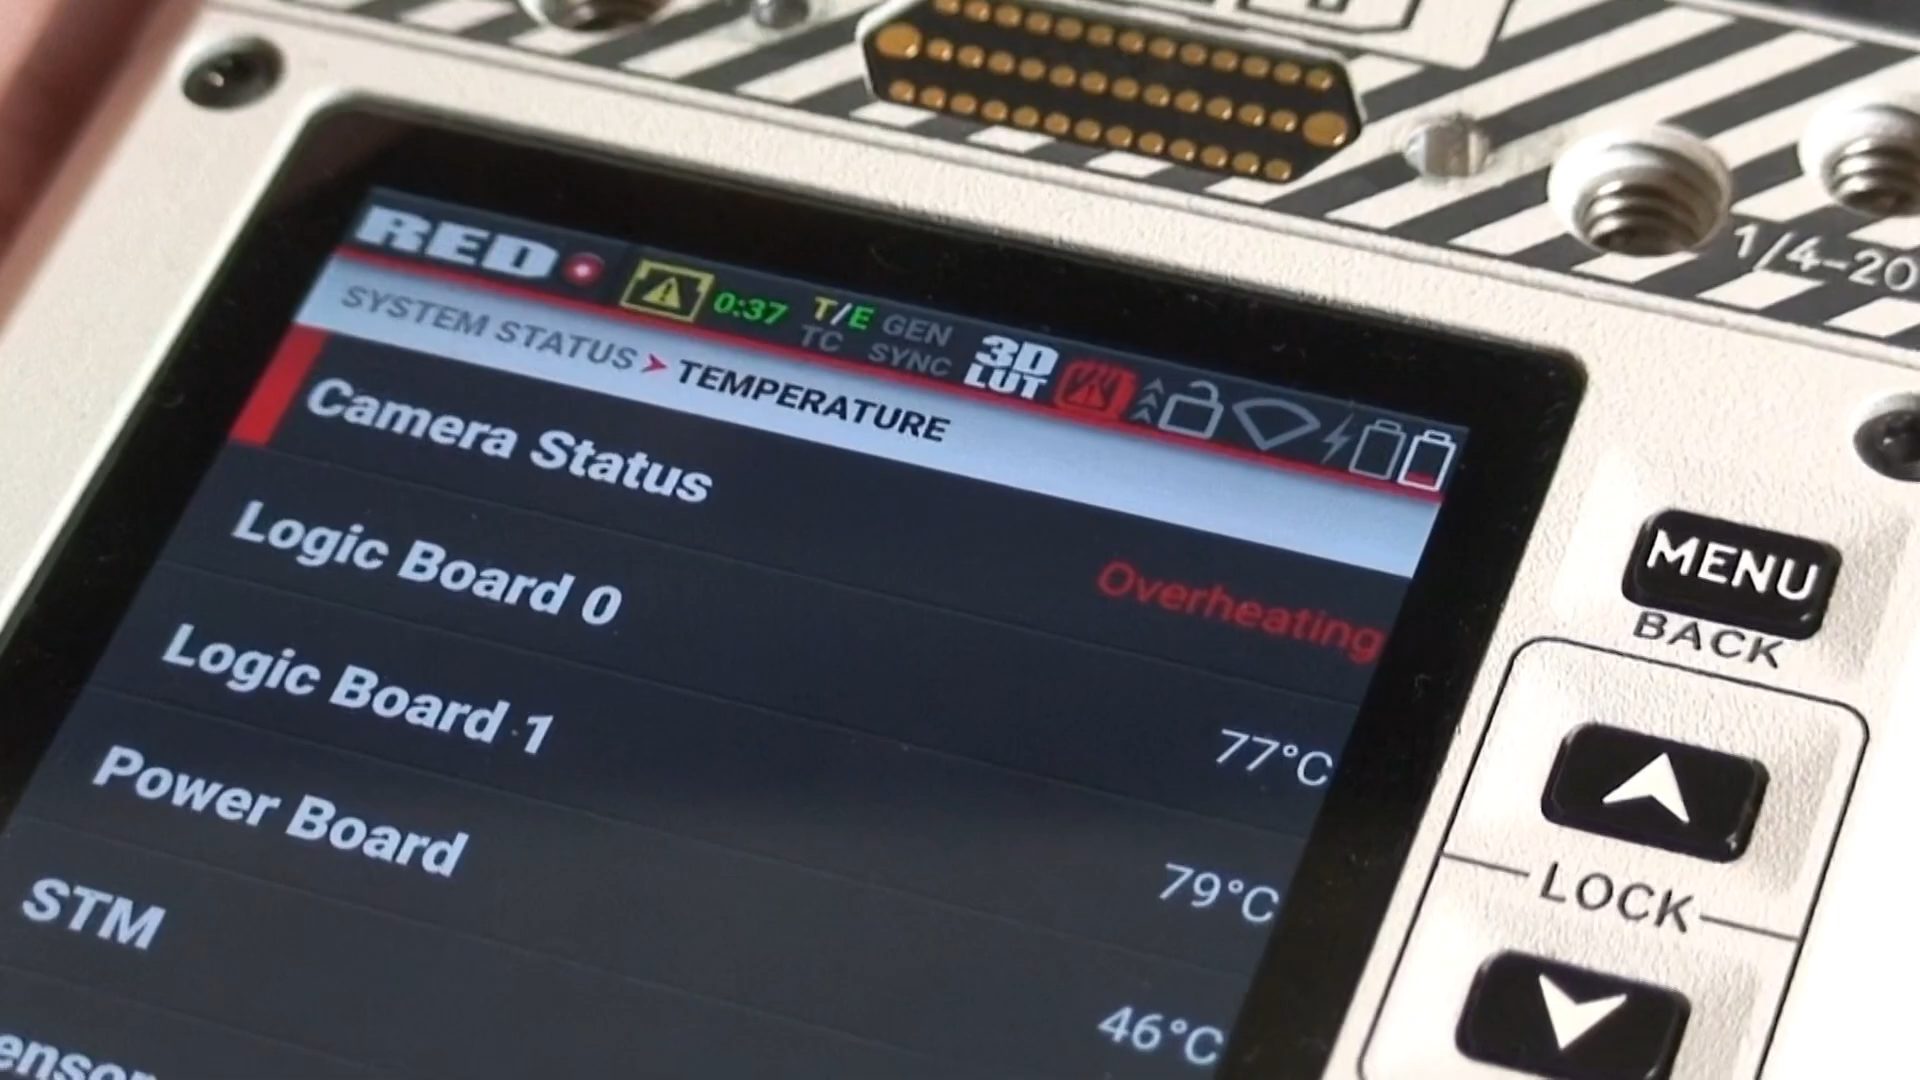 RED 0:37 T/E GEN 3D
TC SYNC LUT
SYSTEM STATUS TEMPERATURE
Camera Status Overheating
Logic Board 0 77°C
Logic Board 1 79°C
Power Board 46°C
STM
1/4-20
MENU
BACK
LOCK